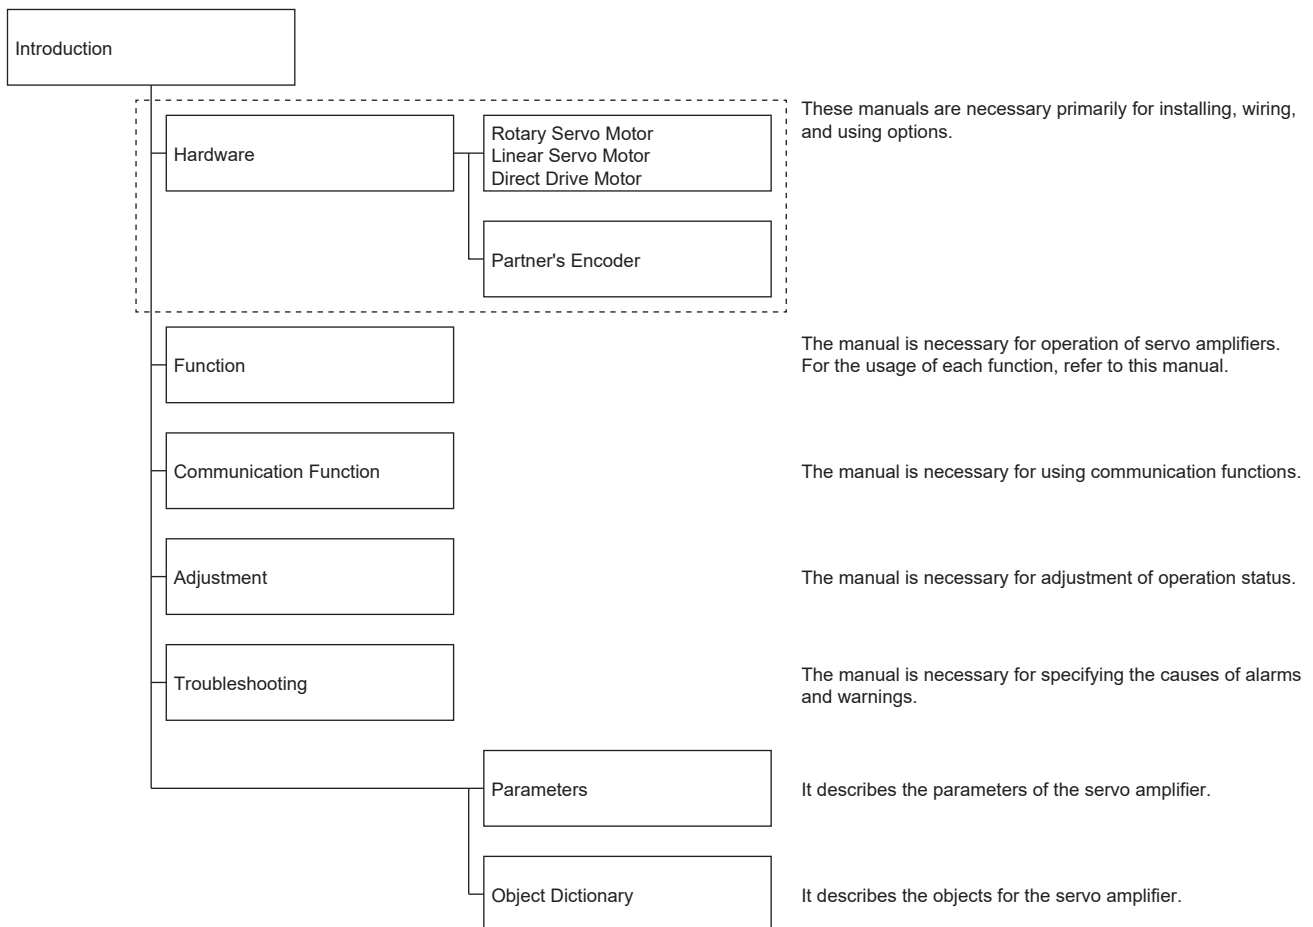 Introduction
These manuals are necessary primarily for installing, wiring,
and using options.
Hardware
Rotary Servo Motor
Linear Servo Motor
Direct Drive Motor
Partner's Encoder
Function
The manual is necessary for operation of servo amplifiers.
For the usage of each function, refer to this manual.
Communication Function
The manual is necessary for using communication functions.
Adjustment
The manual is necessary for adjustment of operation status.
Troubleshooting
The manual is necessary for specifying the causes of alarms
and warnings.
Parameters
It describes the parameters of the servo amplifier.
Object Dictionary
It describes the objects for the servo amplifier.